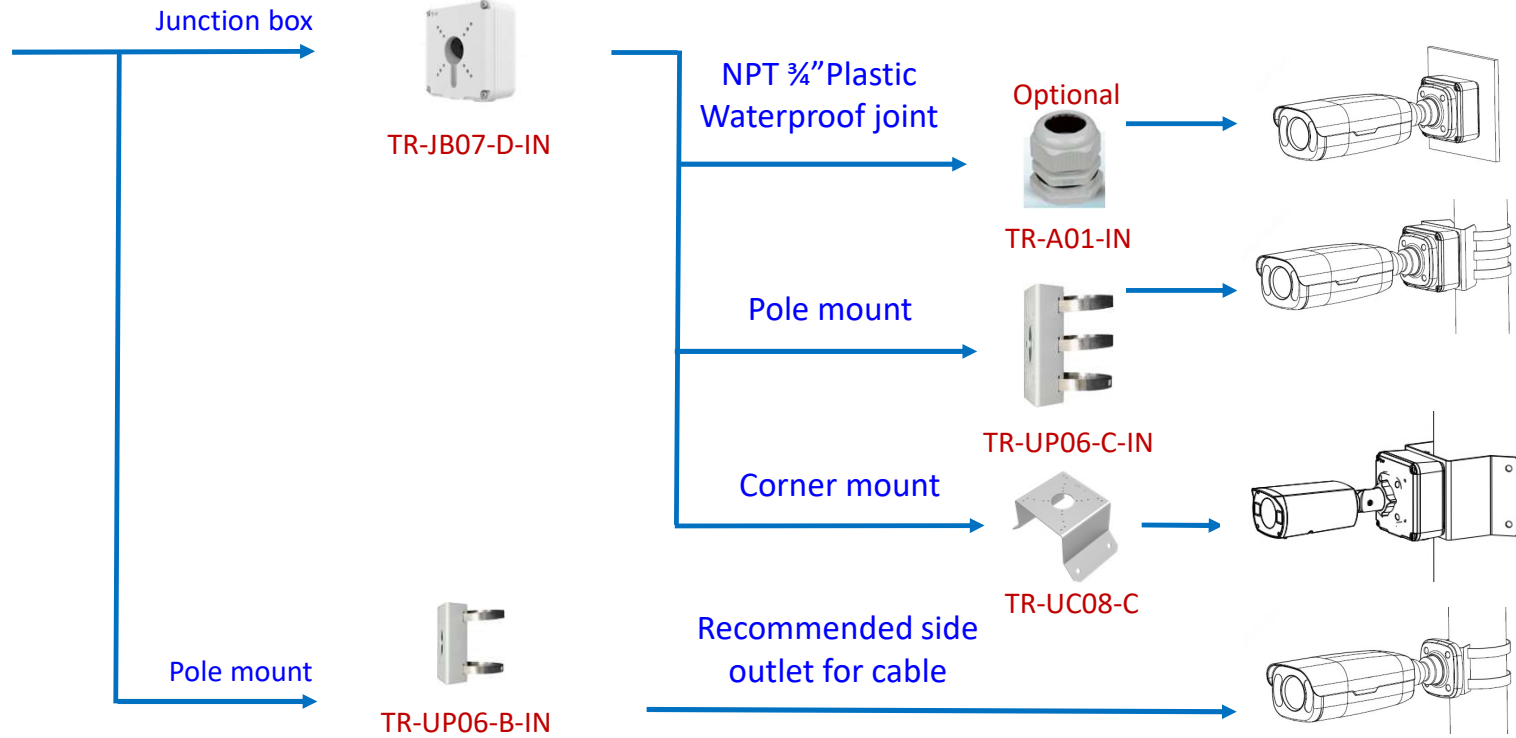 Junction box
TR-JB07-D-IN
NPT ¾”Plastic
Waterproof joint
Optional
TR-A01-IN
Pole mount
TR-UP06-C-IN
Corner mount
TR-UC08-C
Pole mount
TR-UP06-B-IN
Recommended side
outlet for cable